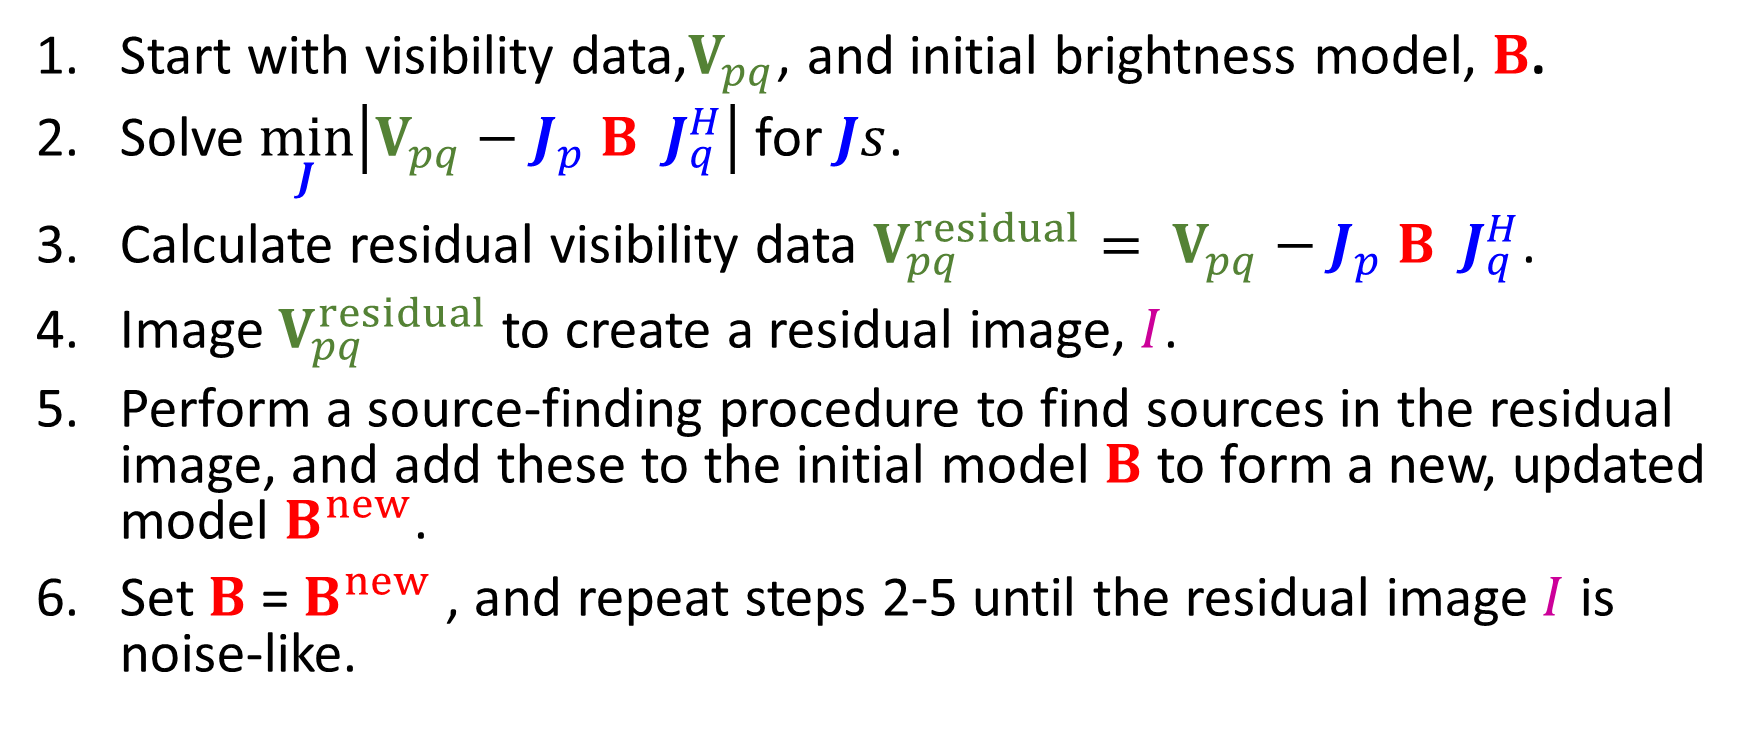 1. Start with visibility data, V_pq, and initial brightness model, B.
2. Solve min_J |V_pq − J_p B J_q^H| for Js.
3. Calculate residual visibility data V_pq^residual = V_pq − J_p B J_q^H.
4. Image V_pq^residual to create a residual image, I.
5. Perform a source-finding procedure to find sources in the residual
image, and add these to the initial model B to form a new, updated
model B^new.
6. Set B = B^new , and repeat steps 2-5 until the residual image I is
noise-like.